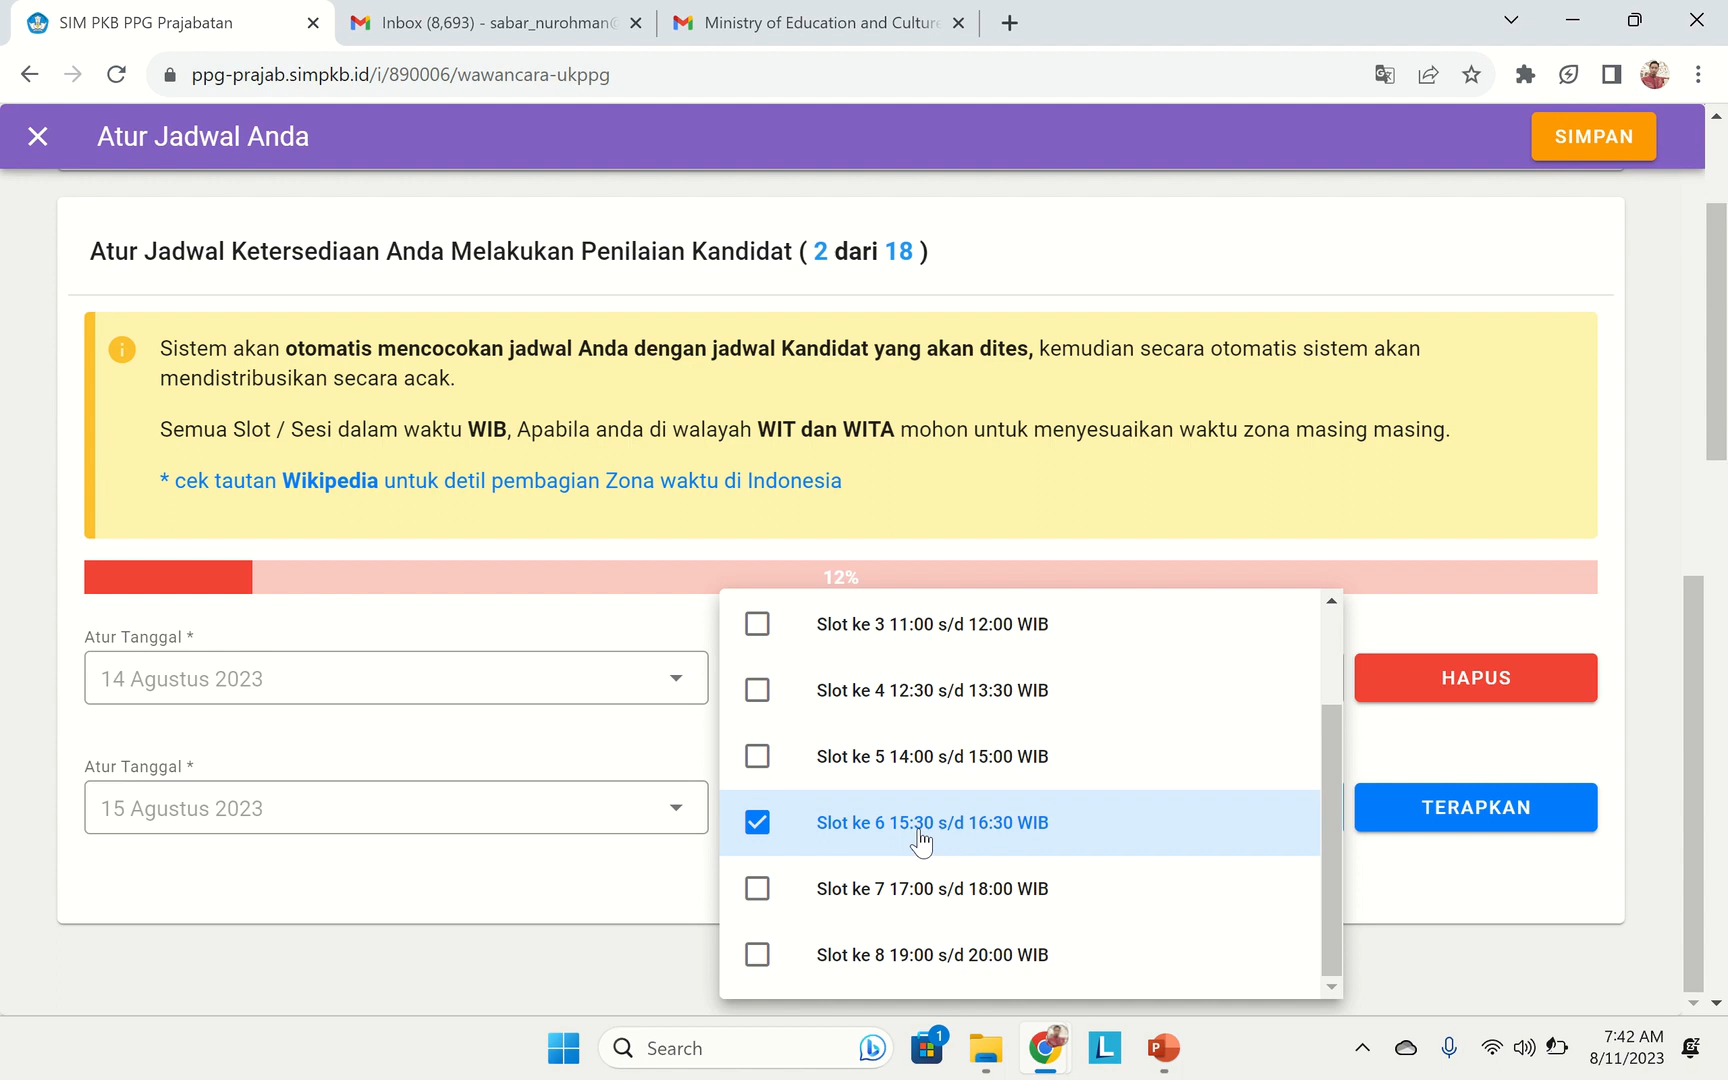 SIM PKB PPG Prajabatan
Inbox (8,693) - sabar_nurohman@
Ministry of Education and Culture
ppg-prajab.simpkb.id/i/890006/wawancara-ukppg
Atur Jadwal Anda
SIMPAN
Atur Jadwal Ketersediaan Anda Melakukan Penilaian Kandidat ( 2 dari 18 )
Sistem akan otomatis mencocokan jadwal Anda dengan jadwal Kandidat yang akan dites, kemudian secara otomatis sistem akan
mendistribusikan secara acak.
Semua Slot / Sesi dalam waktu WIB, Apabila anda di walayah WIT dan WITA mohon untuk menyesuaikan waktu zona masing masing.
* cek tautan Wikipedia untuk detil pembagian Zona waktu di Indonesia
12%
Atur Tanggal *
14 Agustus 2023
HAPUS
Atur Tanggal *
15 Agustus 2023
TERAPKAN
Slot ke 3 11:00 s/d 12:00 WIB
Slot ke 4 12:30 s/d 13:30 WIB
Slot ke 5 14:00 s/d 15:00 WIB
Slot ke 6 15:30 s/d 16:30 WIB
Slot ke 7 17:00 s/d 18:00 WIB
Slot ke 8 19:00 s/d 20:00 WIB
Search
1
L
P
7:42 AM
8/11/2023